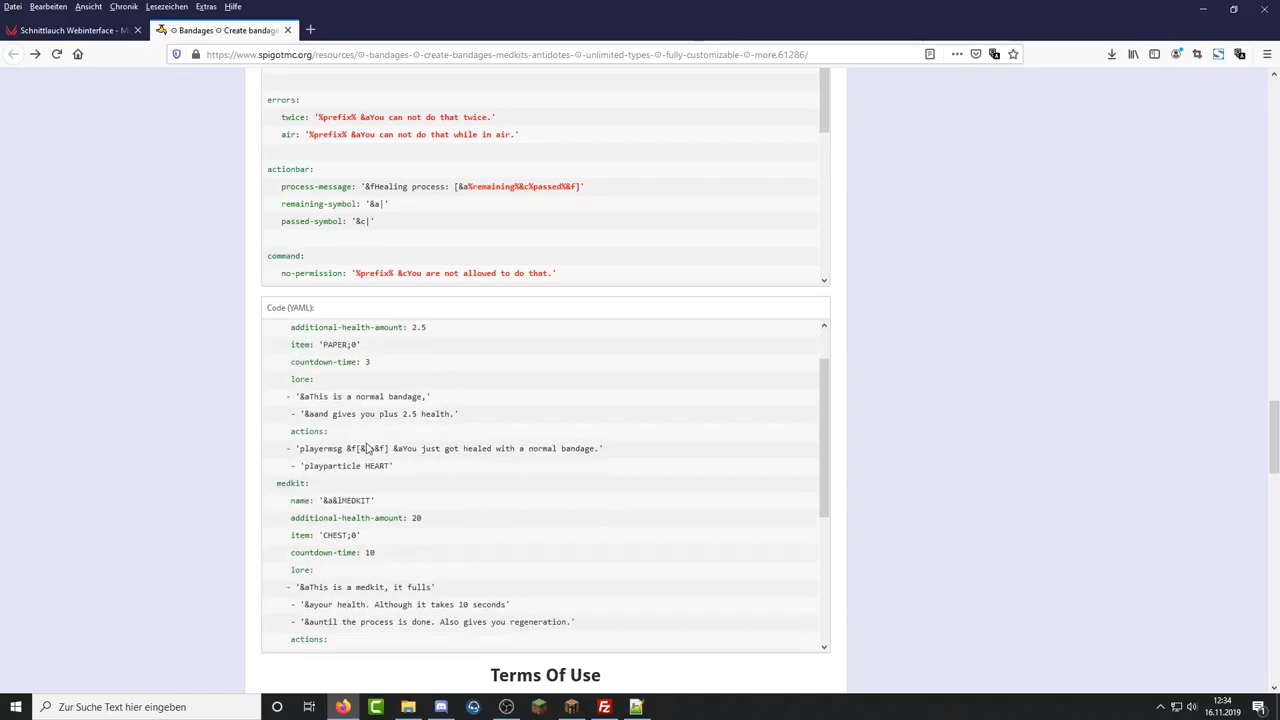 Datei Bearbeiten Ansicht Chronik Lesezeichen Extras Hilfe
Schnittlauch Webinterface - M
⊙ Bandages ⊙ Create bandage
https://www.spigotmc.org/resources/⊙-bandages-⊙-create-bandages-medkits-antidotes-⊙-unlimited-types-⊙-fully-customizable-⊙-more.61286/
errors:
twice: '%prefix% &aYou can not do that twice.'
air: '%prefix% &aYou can not do that while in air.'
actionbar:
process-message: '&fHealing process: [&a%remaining%&c%passed%&f]'
remaining-symbol: '&a|'
passed-symbol: '&c|'
command:
no-permission: '%prefix% &cYou are not allowed to do that.'
Code (YAML):
additional-health-amount: 2.5
item: 'PAPER;0'
countdown-time: 3
lore:
- '&aThis is a normal bandage,'
- '&aand gives you plus 2.5 health.'
actions:
- 'playermsg &f[& &f] &aYou just got healed with a normal bandage.'
- 'playparticle HEART'
medkit:
name: '&a&lMEDKIT'
additional-health-amount: 20
item: 'CHEST;0'
countdown-time: 10
lore:
- '&aThis is a medkit, it fulls'
- '&ayour health. Although it takes 10 seconds'
- '&auntil the process is done. Also gives you regeneration.'
actions:
Terms Of Use
Zur Suche Text hier eingeben
12:34
16.11.2019